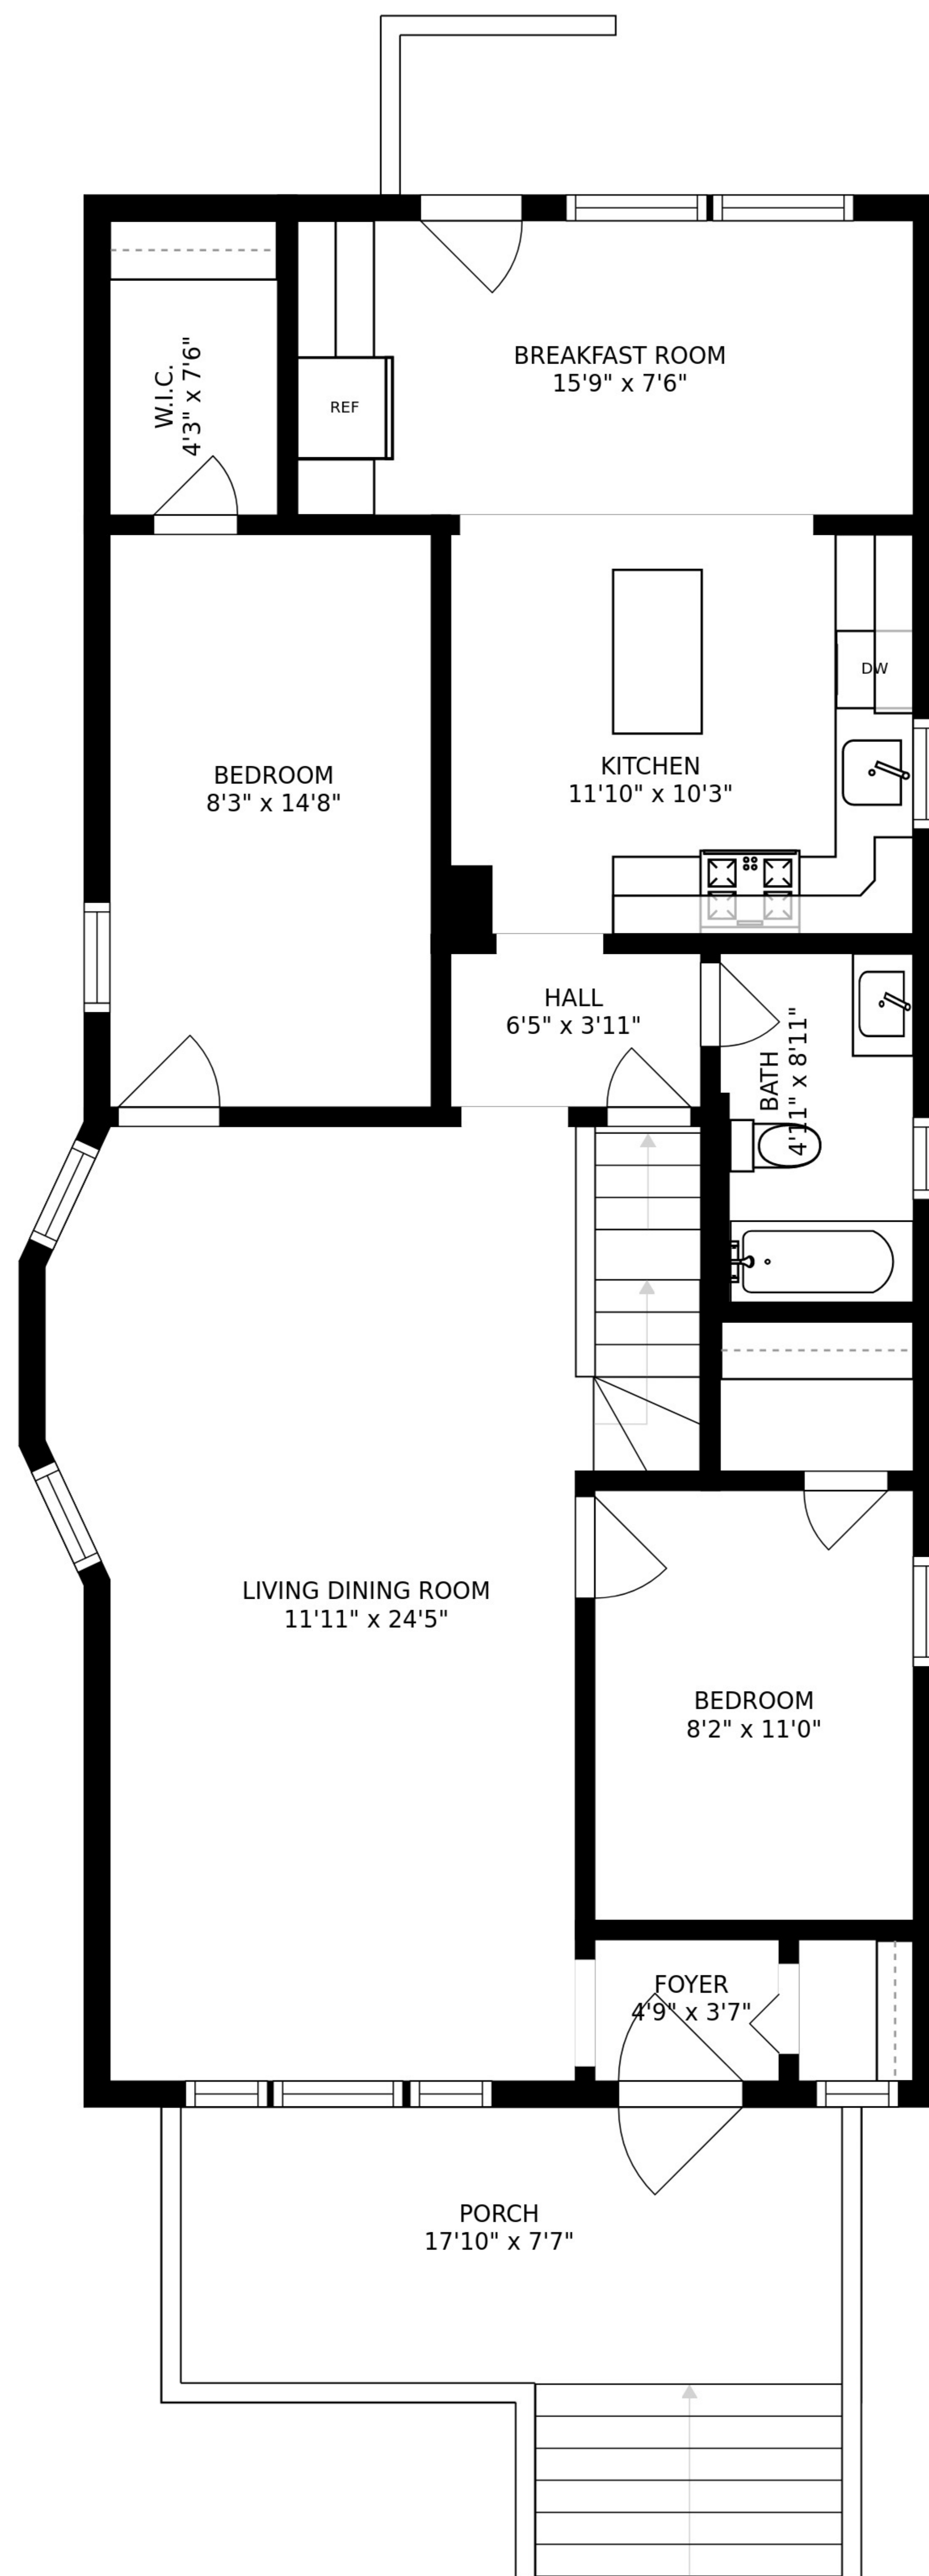 BREAKFAST ROOM
15'9" x 7'6"
W.I.C.
4'3" x 7'6"
REF
DW
BEDROOM
8'3" x 14'8"
KITCHEN
11'10" x 10'3"
HALL
6'5" x 3'11"
BATH
4'11" x 8'11"
LIVING DINING ROOM
11'11" x 24'5"
BEDROOM
8'2" x 11'0"
FOYER
4'9" x 3'7"
PORCH
17'10" x 7'7"